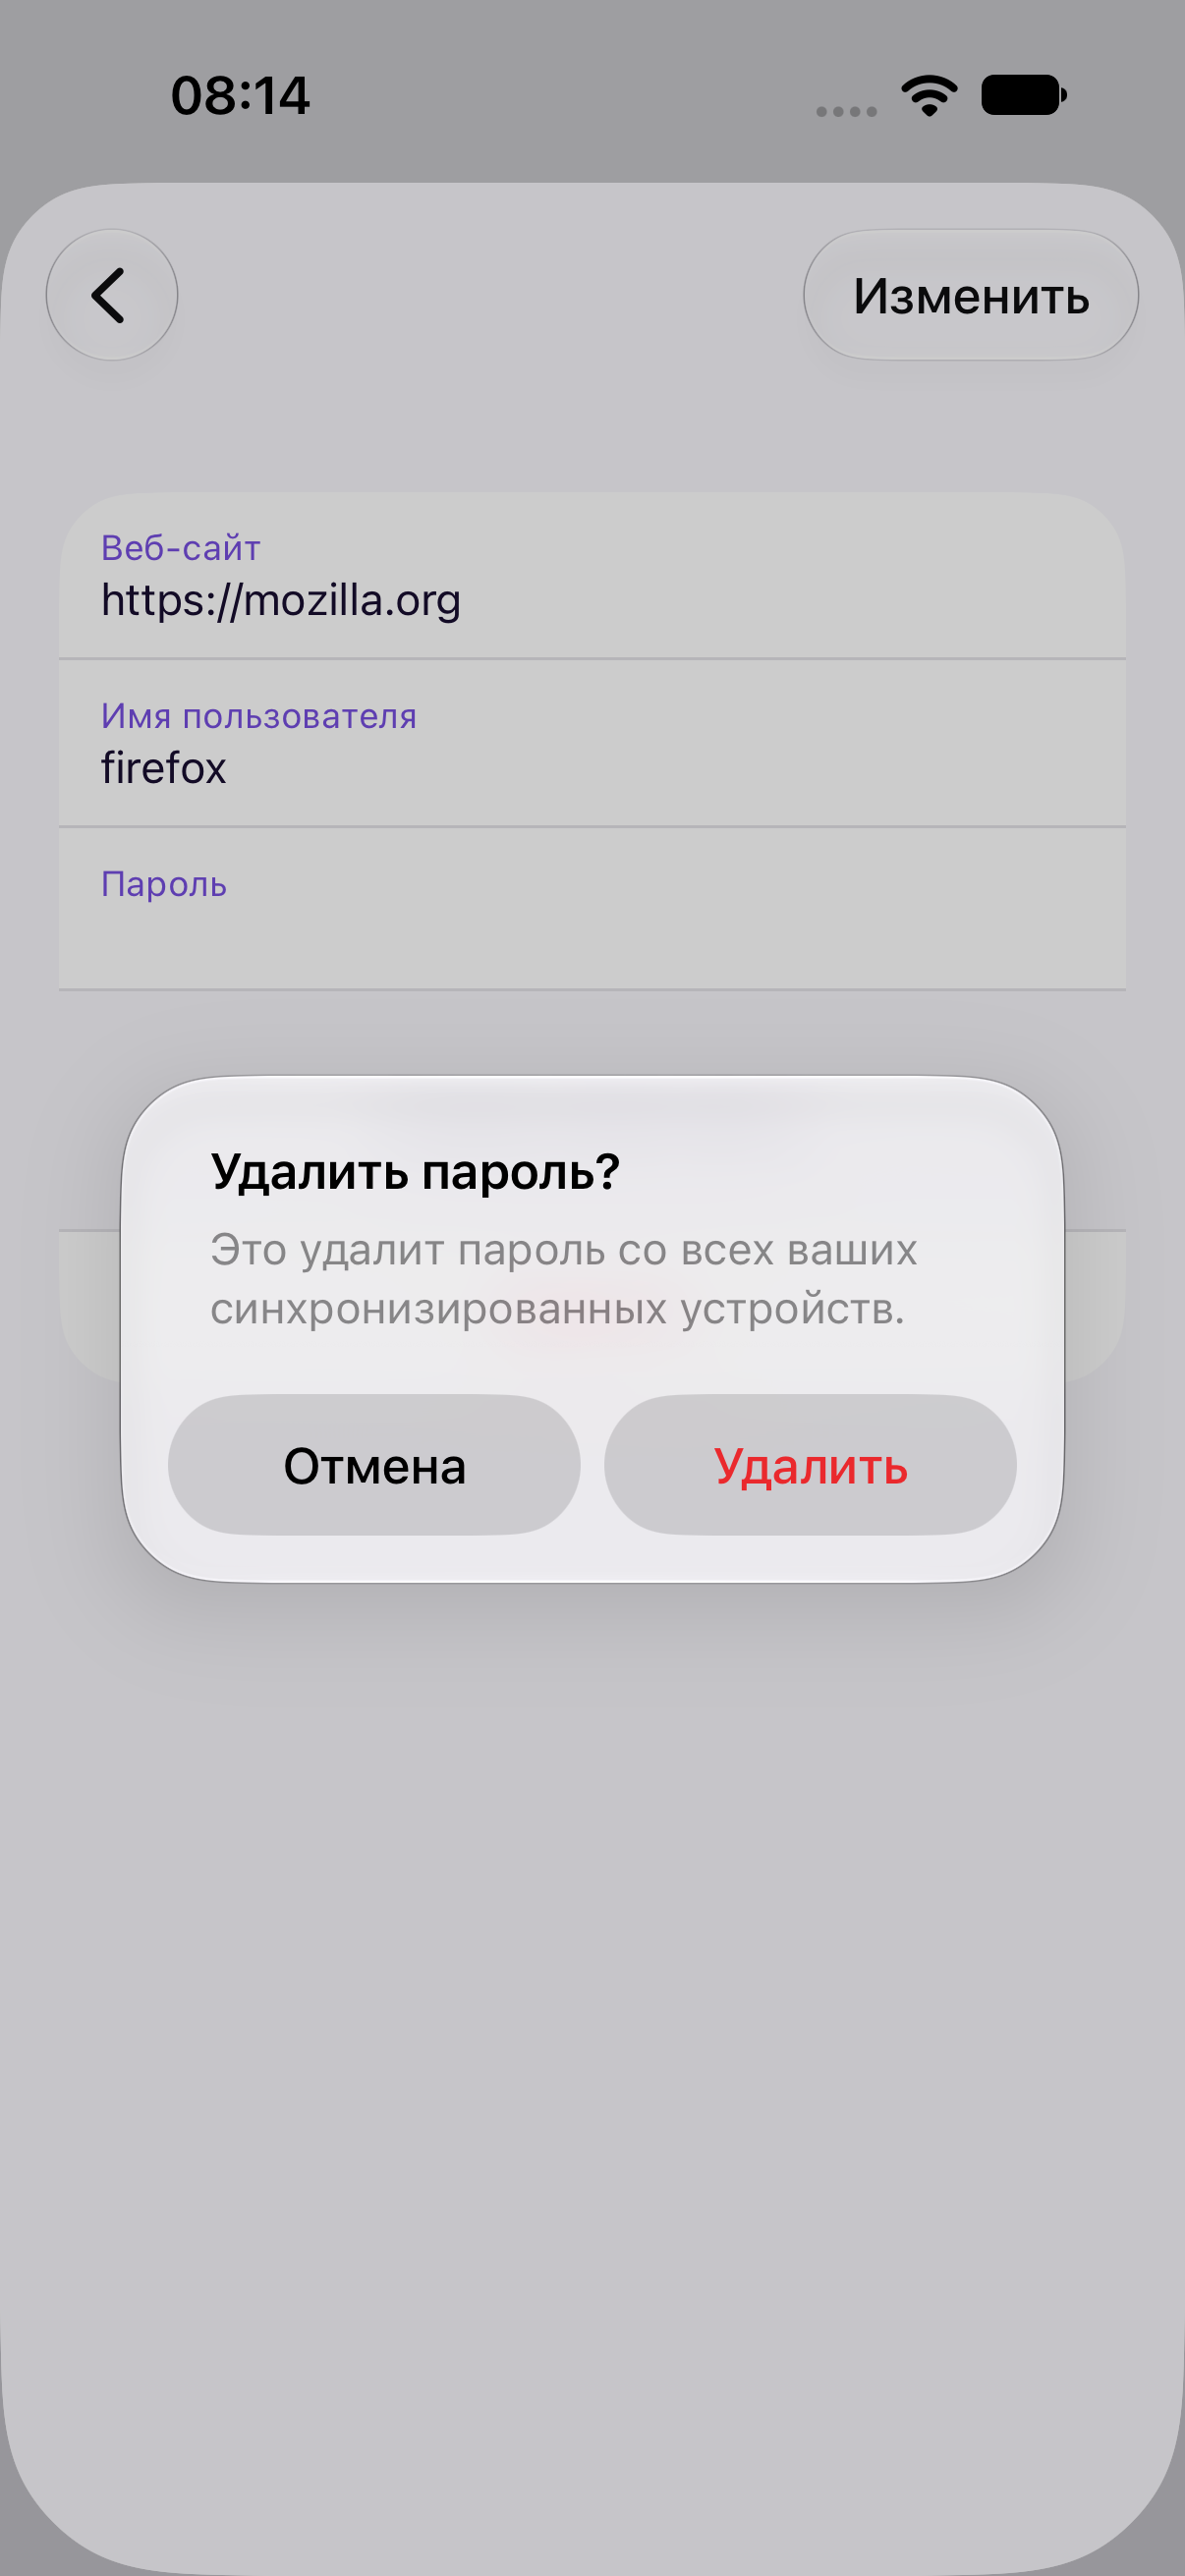 08:14
Изменить
Веб-сайт
https://mozilla.org
Имя пользователя
firefox
Пароль
Удалить пароль?
Это удалит пароль со всех ваших
синхронизированных устройств.
Отмена
Удалить